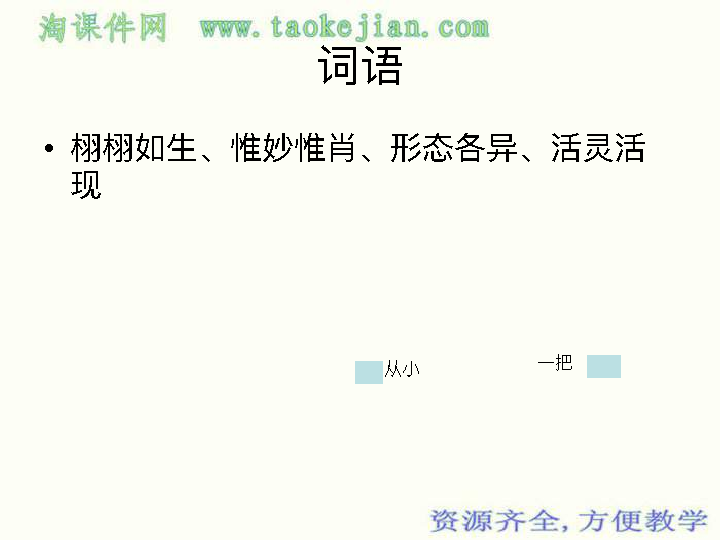 淘课件网 www.taokejian.com
词语
• 栩栩如生、惟妙惟肖、形态各异、活灵活
现
从小 一把
资源齐全,方便教学